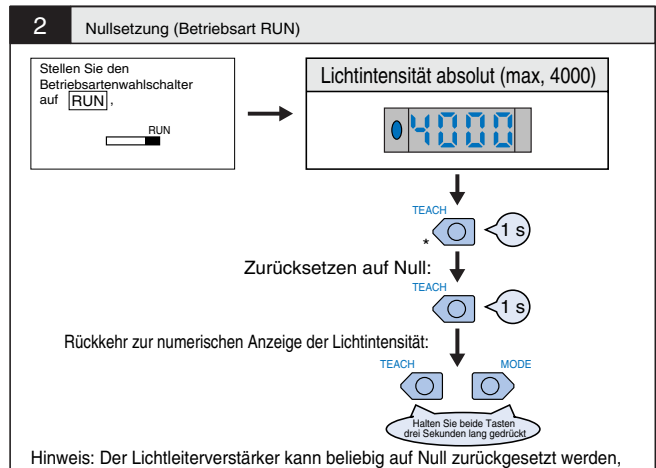 2 Nullsetzung (Betriebsart RUN)
Stellen Sie den
Betriebsartenwahlschalter
auf RUN,
RUN
Lichtintensität absolut (max, 4000)
4000
TEACH
* <1 s
Zurücksetzen auf Null:
TEACH
<1 s
Rückkehr zur numerischen Anzeige der Lichtintensität:
TEACH MODE
Halten Sie beide Tasten
drei Sekunden lang gedrückt
Hinweis: Der Lichtleiterverstärker kann beliebig auf Null zurückgesetzt werden,